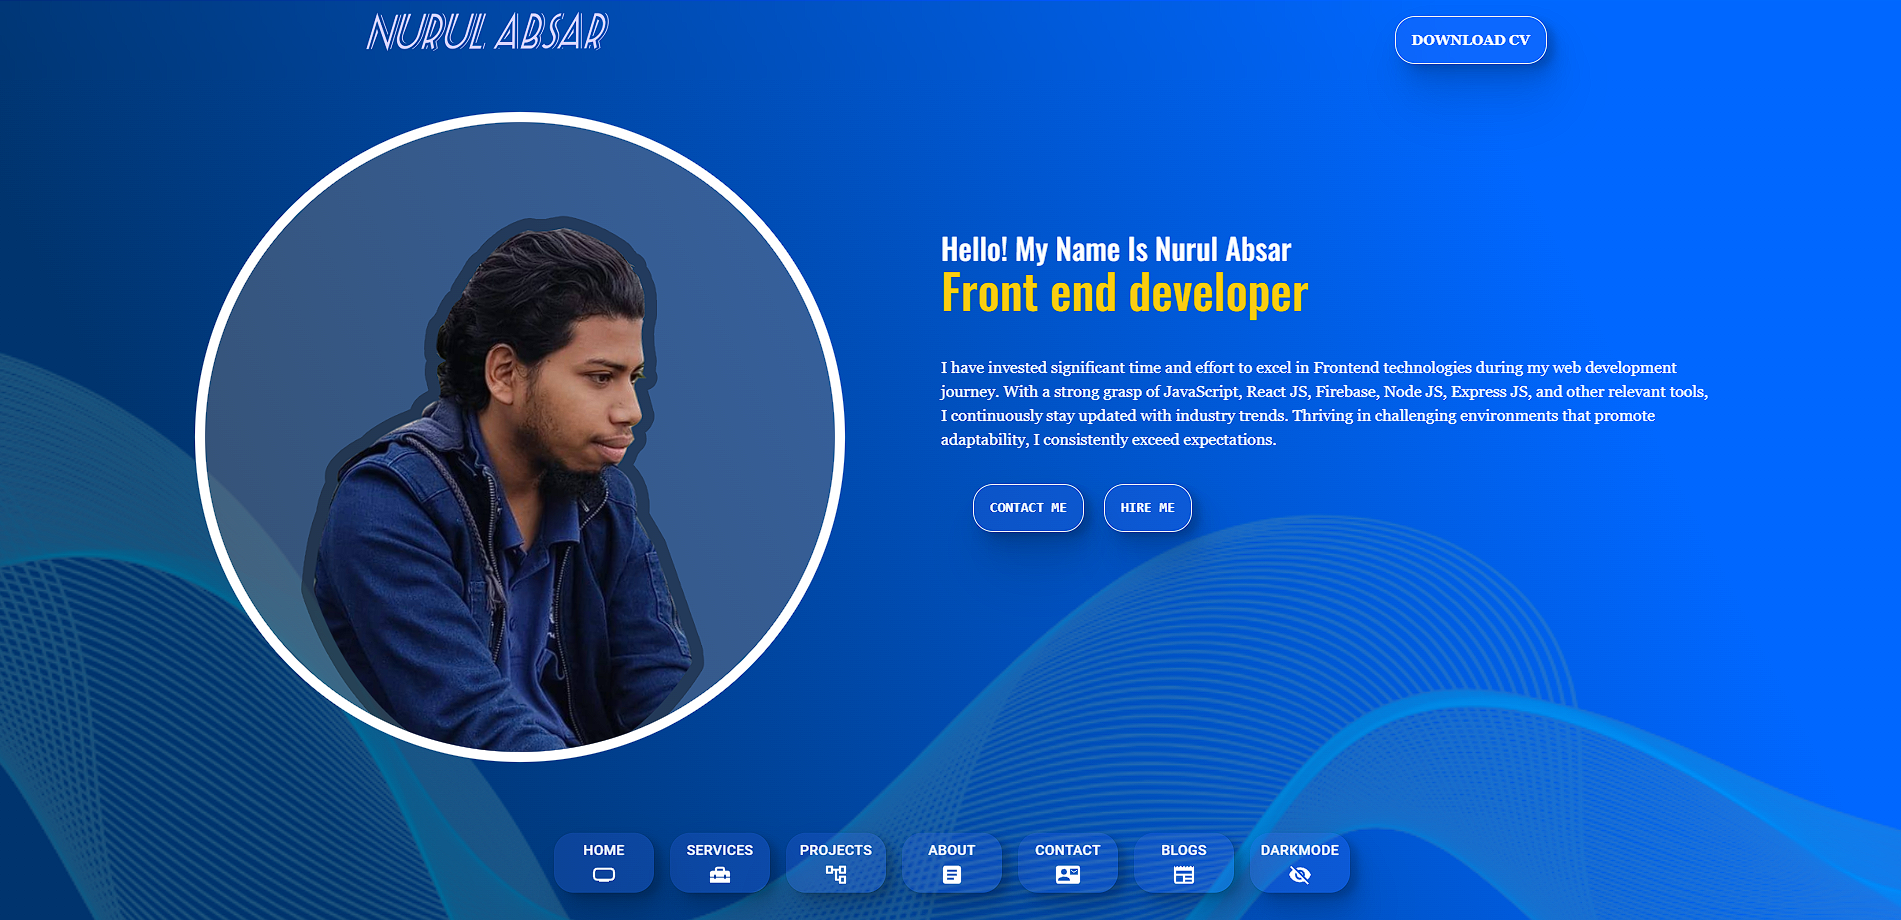 NURUL ABSAR
DOWNLOAD CV
Hello! My Name Is Nurul Absar
Front end developer
I have invested significant time and effort to excel in Frontend technologies during my web development
journey. With a strong grasp of JavaScript, React JS, Firebase, Node JS, Express JS, and other relevant tools,
I continuously stay updated with industry trends. Thriving in challenging environments that promote
adaptability, I consistently exceed expectations.
CONTACT ME
HIRE ME
HOME
SERVICES
PROJECTS
ABOUT
CONTACT
BLOGS
DARKMODE